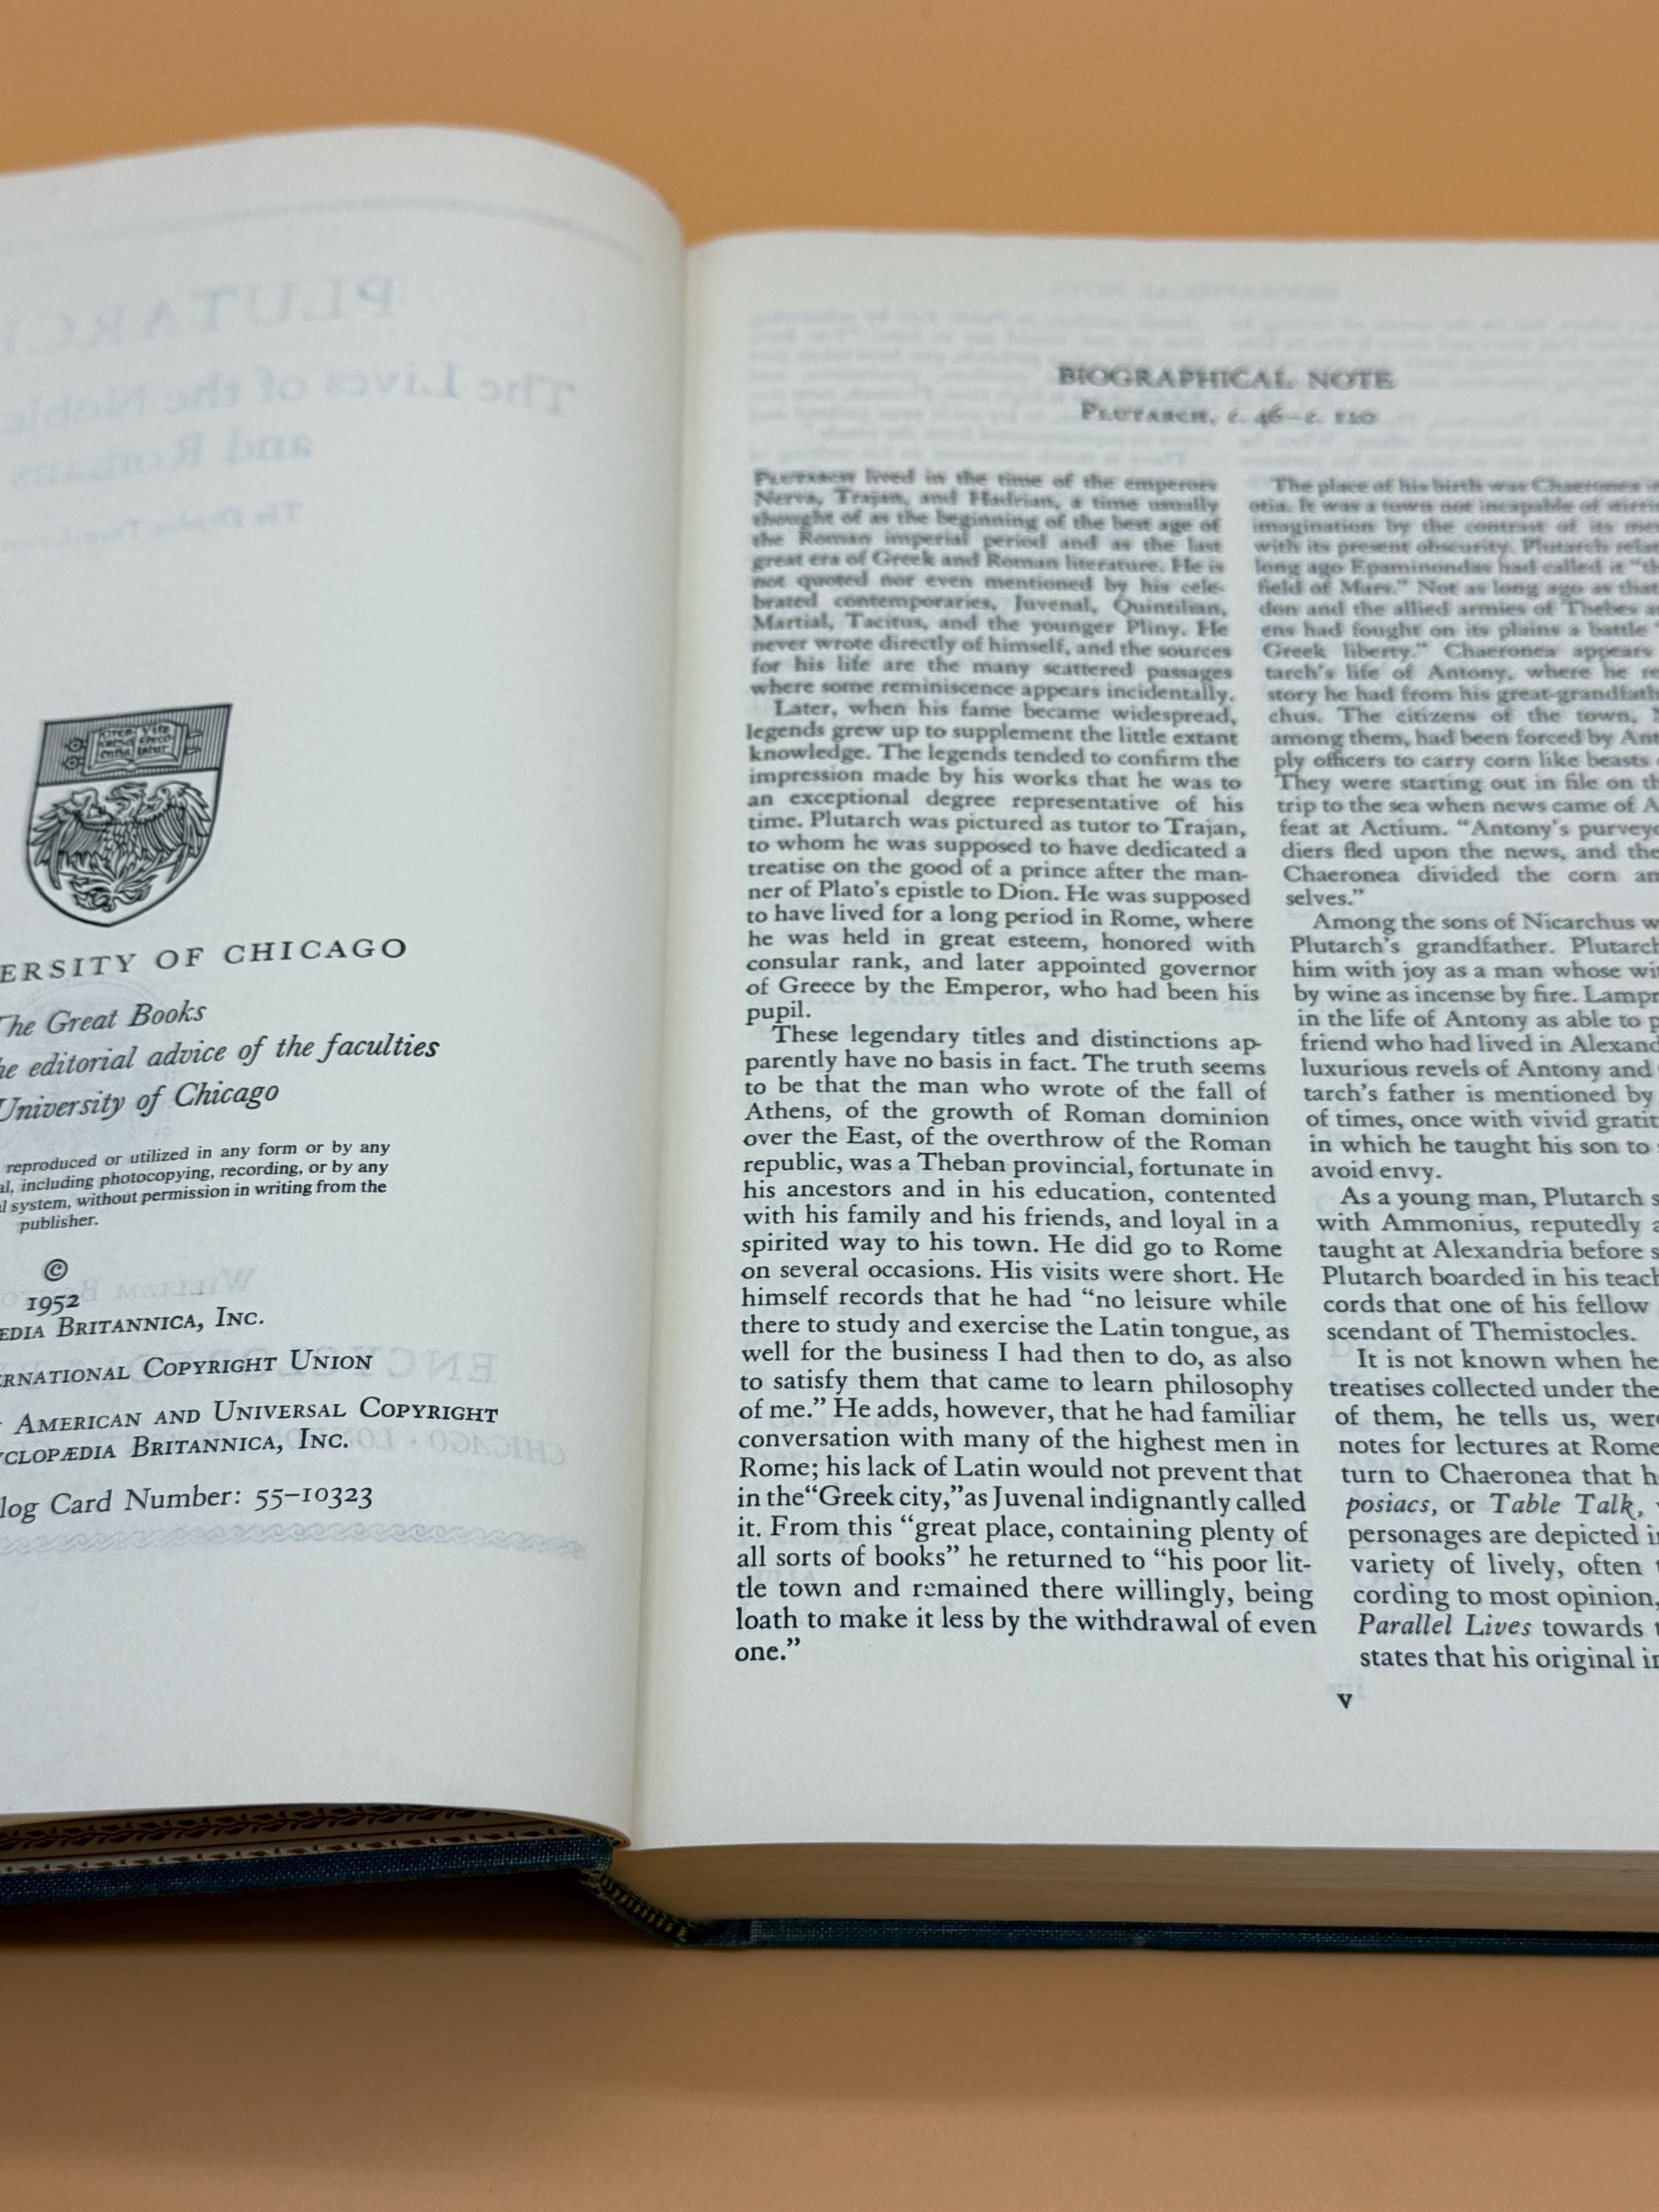 ERSITY OF CHICAGO
The Great Books
he editorial advice of the faculties
University of Chicago
reproduced or utilized in any form or by any
al, including photocopying, recording, or by any
l system, without permission in writing from the
publisher.
©
1952
EDIA BRITANNICA, INC.
ERNATIONAL COPYRIGHT UNION
AMERICAN AND UNIVERSAL COPYRIGHT
CYCLOPÆDIA BRITANNICA, INC.
log Card Number: 55–10323
BIOGRAPHICAL NOTE
PLUTARCH, c. 46–c. 120
PLUTARCH lived in the time of the emperors
Nerva, Trajan, and Hadrian, a time usually
thought of as the beginning of the best age of
the Roman imperial period and as the last
great era of Greek and Roman literature. He is
not quoted nor even mentioned by his cele-
brated contemporaries, Juvenal, Quintilian,
Martial, Tacitus, and the younger Pliny. He
never wrote directly of himself, and the sources
for his life are the many scattered passages
where some reminiscence appears incidentally.
Later, when his fame became widespread,
legends grew up to supplement the little extant
knowledge. The legends tended to confirm the
impression made by his works that he was to
an exceptional degree representative of his
time. Plutarch was pictured as tutor to Trajan,
to whom he was supposed to have dedicated a
treatise on the good of a prince after the man-
ner of Plato's epistle to Dion. He was supposed
to have lived for a long period in Rome, where
he was held in great esteem, honored with
consular rank, and later appointed governor
of Greece by the Emperor, who had been his
pupil.
These legendary titles and distinctions ap-
parently have no basis in fact. The truth seems
to be that the man who wrote of the fall of
Athens, of the growth of Roman dominion
over the East, of the overthrow of the Roman
republic, was a Theban provincial, fortunate in
his ancestors and in his education, contented
with his family and his friends, and loyal in a
spirited way to his town. He did go to Rome
on several occasions. His visits were short. He
himself records that he had "no leisure while
there to study and exercise the Latin tongue, as
well for the business I had then to do, as also
to satisfy them that came to learn philosophy
of me." He adds, however, that he had familiar
conversation with many of the highest men in
Rome; his lack of Latin would not prevent that
in the "Greek city," as Juvenal indignantly called
it. From this "great place, containing plenty of
all sorts of books" he returned to "his poor lit-
tle town and remained there willingly, being
loath to make it less by the withdrawal of even
one."
The place of his birth was Chaeronea i
otia. It was a town not incapable of stirri
imagination by the contrast of its me
with its present obscurity. Plutarch relat
long ago Epaminondas had called it "th
field of Mars." Not as long ago as that
don and the allied armies of Thebes a
ens had fought on its plains a battle
Greek liberty." Chaeronea appears
tarch's life of Antony, where he re
story he had from his great-grandfath
chus. The citizens of the town,
among them, had been forced by Ant
ply officers to carry corn like beasts
They were starting out in file on th
trip to the sea when news came of A
feat at Actium. "Antony's purveyo
diers fled upon the news, and the
Chaeronea divided the corn am
selves."
Among the sons of Nicarchus w
Plutarch's grandfather. Plutarch
him with joy as a man whose wit
by wine as incense by fire. Lampr
in the life of Antony as able to p
friend who had lived in Alexand
luxurious revels of Antony and
tarch's father is mentioned by
of times, once with vivid gratit
in which he taught his son to
avoid envy.
As a young man, Plutarch s
with Ammonius, reputedly a
taught at Alexandria before s
Plutarch boarded in his teach
cords that one of his fellow
scendant of Themistocles.
It is not known when he
treatises collected under the
of them, he tells us, were
notes for lectures at Rome
turn to Chaeronea that h
posiacs, or Table Talk,
personages are depicted in
variety of lively, often
cording to most opinion,
Parallel Lives towards t
states that his original in
v